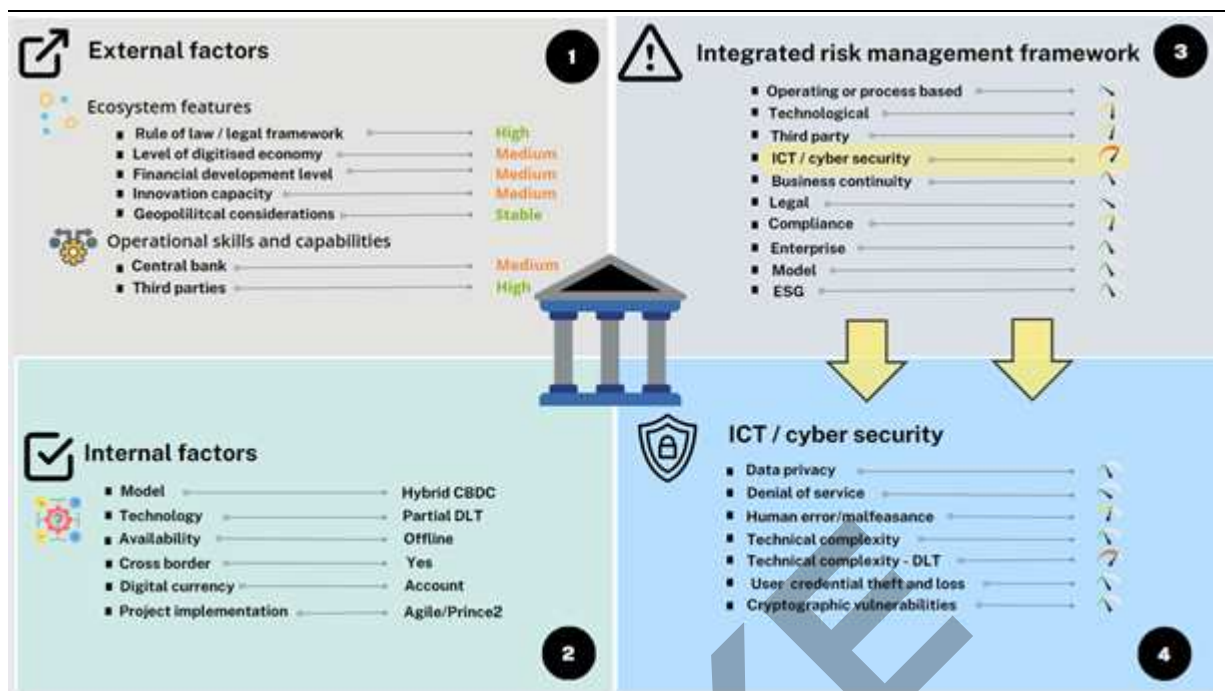 External factors
1
Ecosystem features
Rule of law / legal framework High
Level of digitised economy Medium
Financial development level Medium
Innovation capacity Medium
Geopolilitcal considerations Stable
Operational skills and capabilities
Central bank Medium
Third parties High
Integrated risk management framework
3
Operating or process based
Technological
Third party
ICT / cyber security
Business continuity
Legal
Compliance
Enterprise
Model
ESG
Internal factors
Model Hybrid CBDC
Technology Partial DLT
Availability Offline
Cross border Yes
Digital currency Account
Project implementation Agile/Prince2
2
ICT / cyber security
Data privacy
Denial of service
Human error/malfeasance
Technical complexity
Technical complexity - DLT
User credential theft and loss
Cryptographic vulnerabilities
4